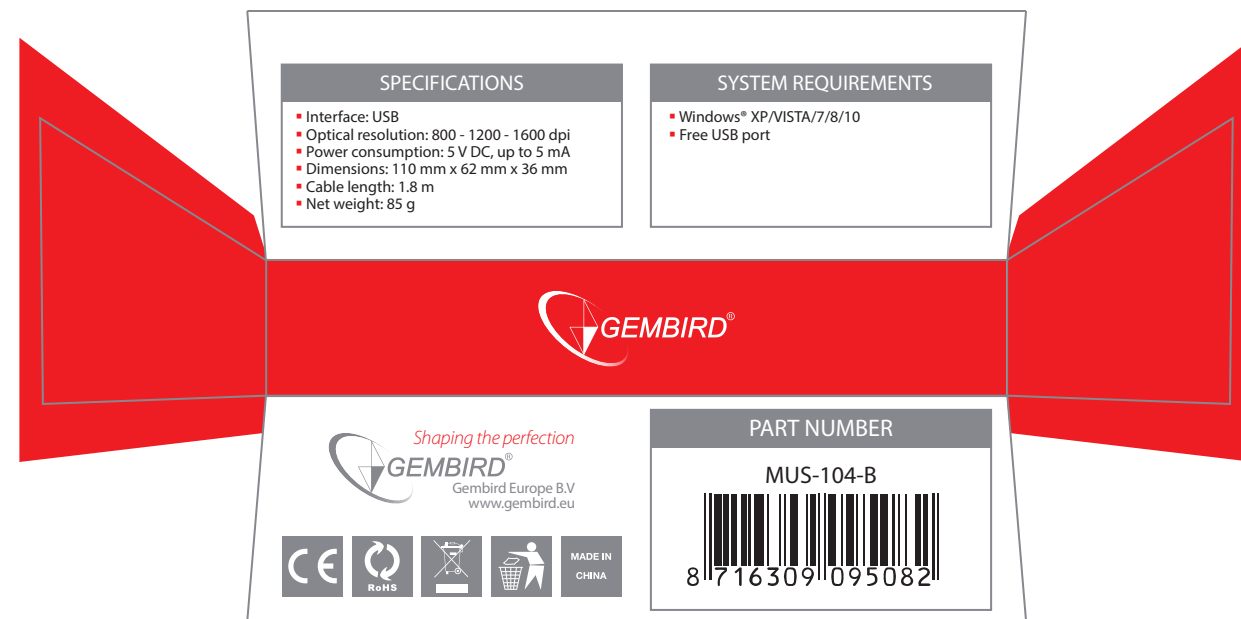 SPECIFICATIONS
▪ Interface: USB
▪ Optical resolution: 800 - 1200 - 1600 dpi
▪ Power consumption: 5 V DC, up to 5 mA
▪ Dimensions: 110 mm x 62 mm x 36 mm
▪ Cable length: 1.8 m
▪ Net weight: 85 g
SYSTEM REQUIREMENTS
▪ Windows® XP/VISTA/7/8/10
▪ Free USB port
GEMBIRD®
Shaping the perfection
GEMBIRD®
Gembird Europe B.V
www.gembird.eu
CE
RoHS
MADE IN
CHINA
PART NUMBER
MUS-104-B
8 716309 095082